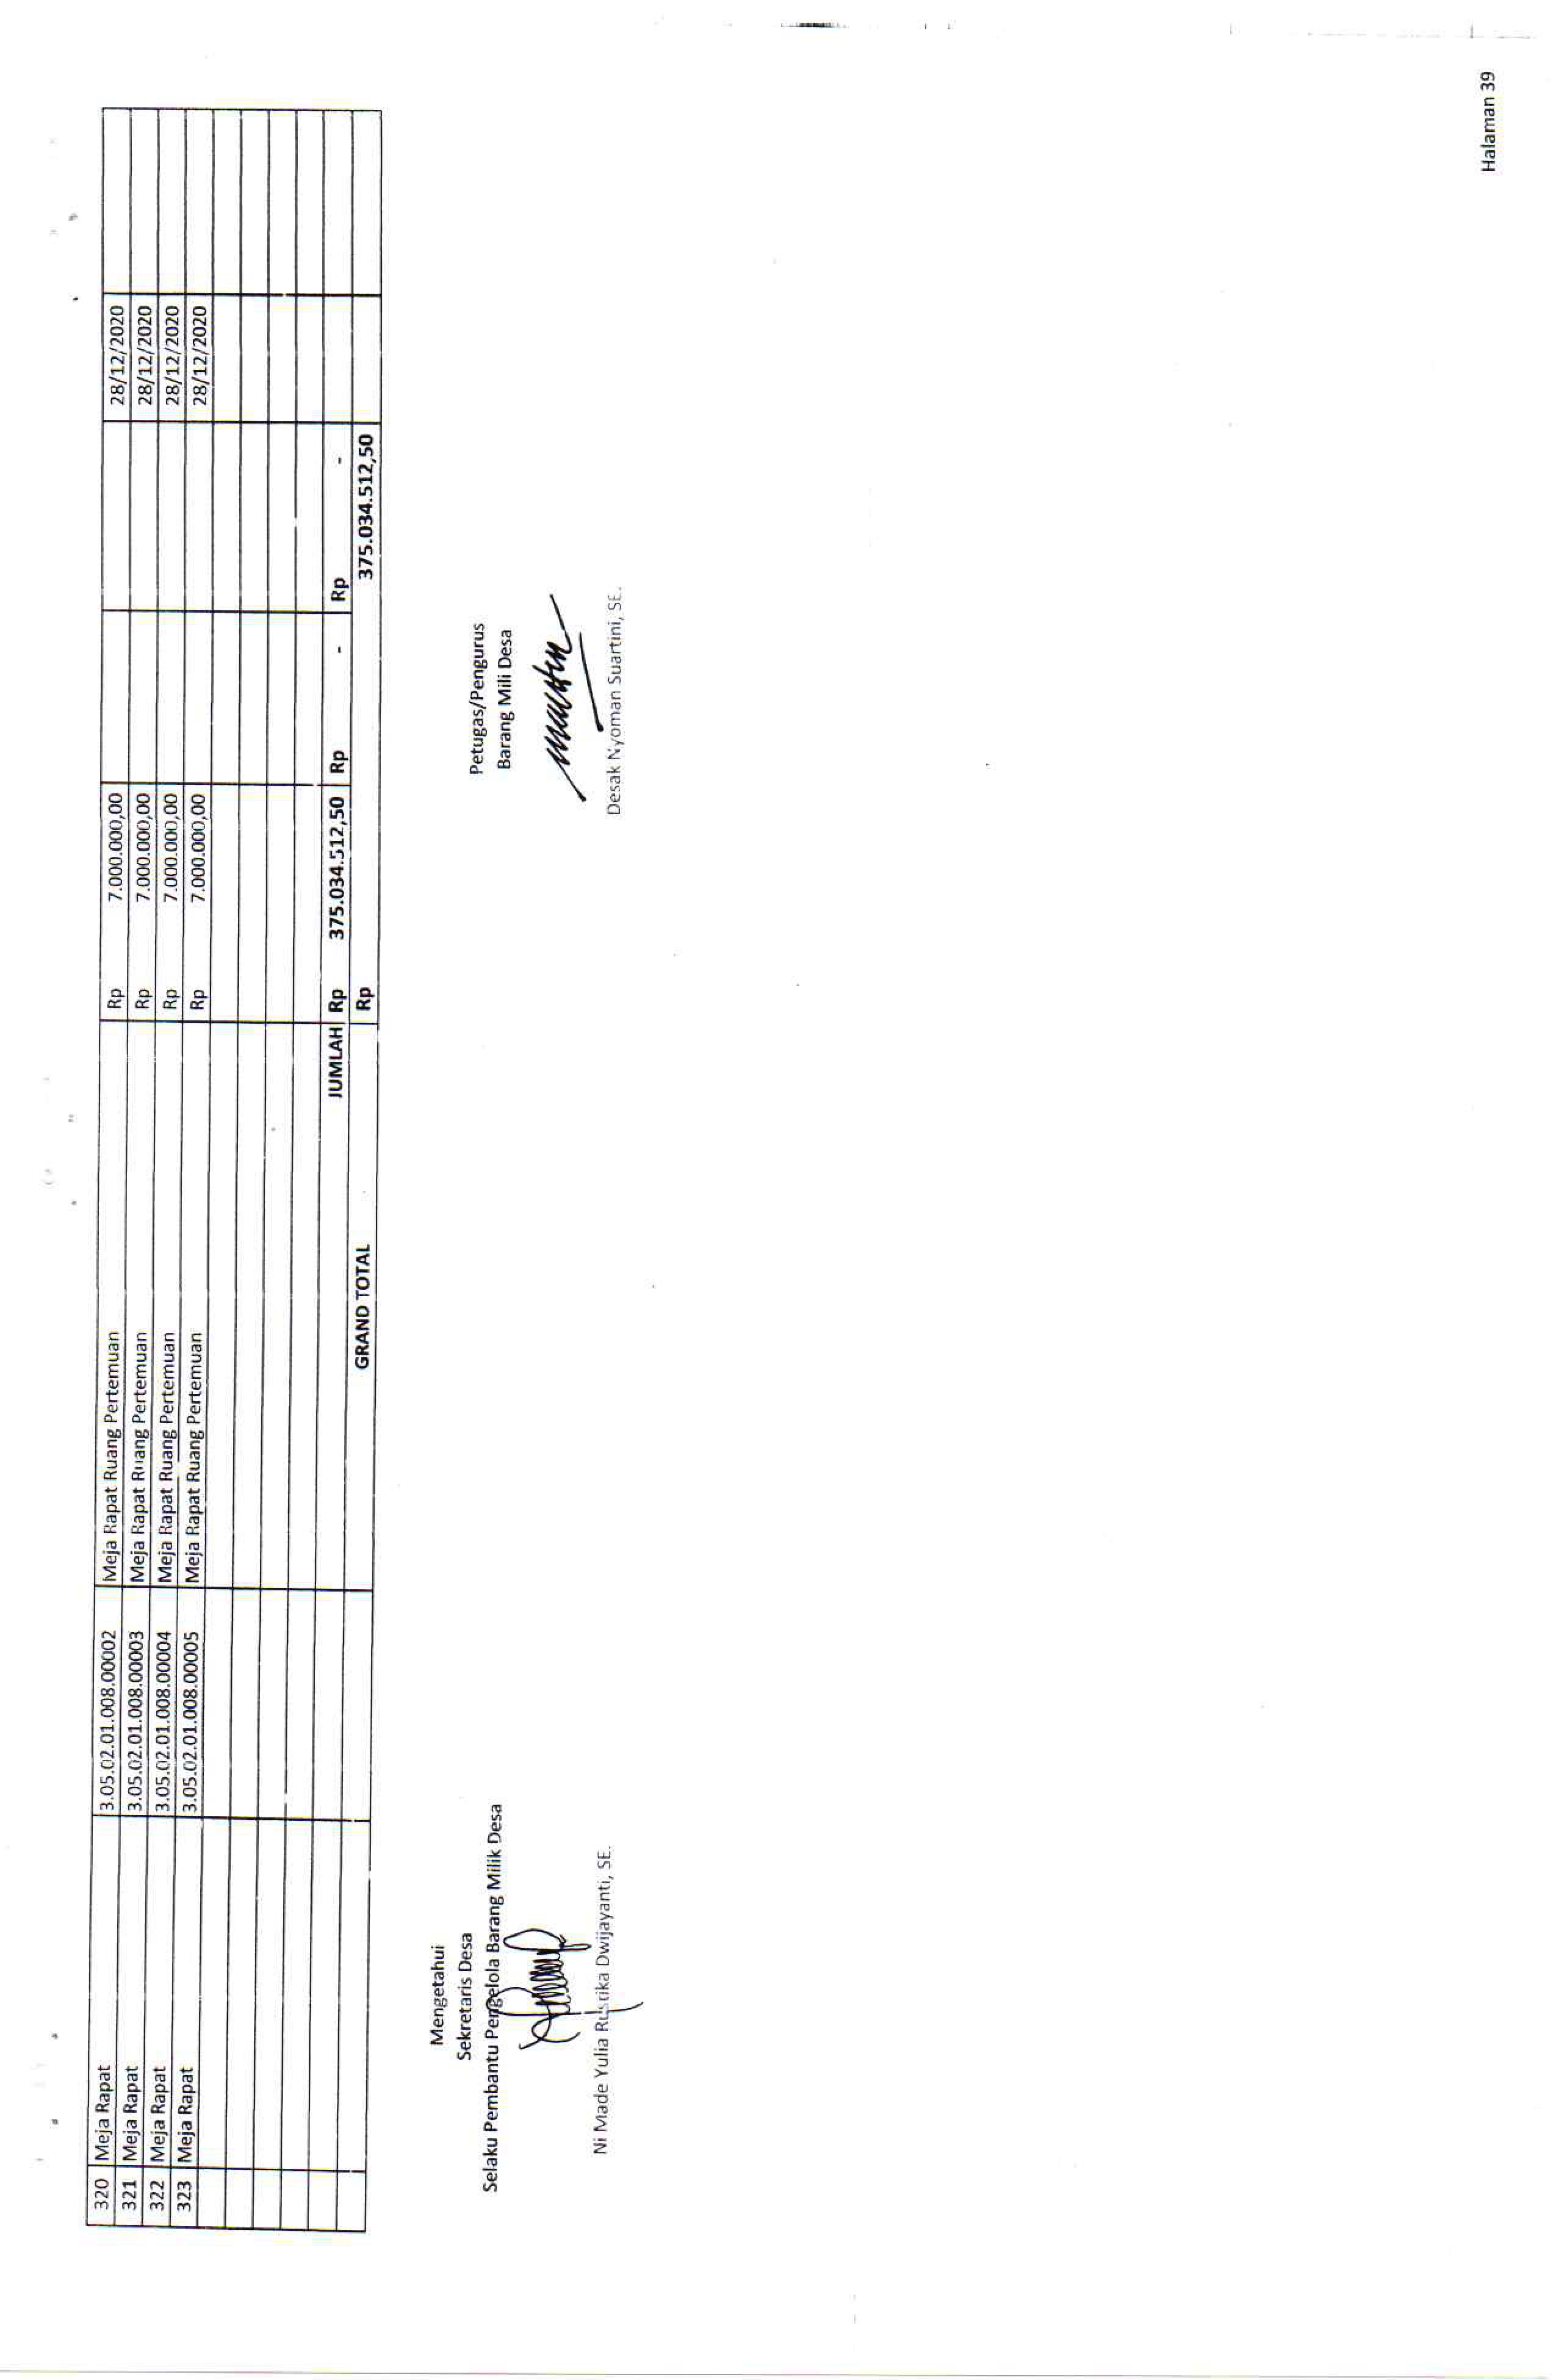 320 Meja Rapat 3.05.02.01.008.00002 Meja Rapat Ruang Pertemuan Rp 7.000.000,00 28/12/2020
321 Meja Rapat 3.05.02.01.008.00003 Meja Rapat Ruang Pertemuan Rp 7.000.000,00 28/12/2020
322 Meja Rapat 3.05.02.01.008.00004 Meja Rapat Ruang Pertemuan Rp 7.000.000,00 28/12/2020
323 Meja Rapat 3.05.02.01.008.00005 Meja Rapat Ruang Pertemuan Rp 7.000.000,00 28/12/2020
JUMLAH Rp 375.034.512,50 Rp - Rp -
GRAND TOTAL Rp 375.034.512,50
Mengetahui
Sekretaris Desa
Selaku Pembantu Pengelola Barang Milik Desa
Ni Made Yulia Rustika Dwijayanti, SE.
Petugas/Pengurus
Barang Mili Desa
Desak Nyoman Suartini, SE.
Halaman 39